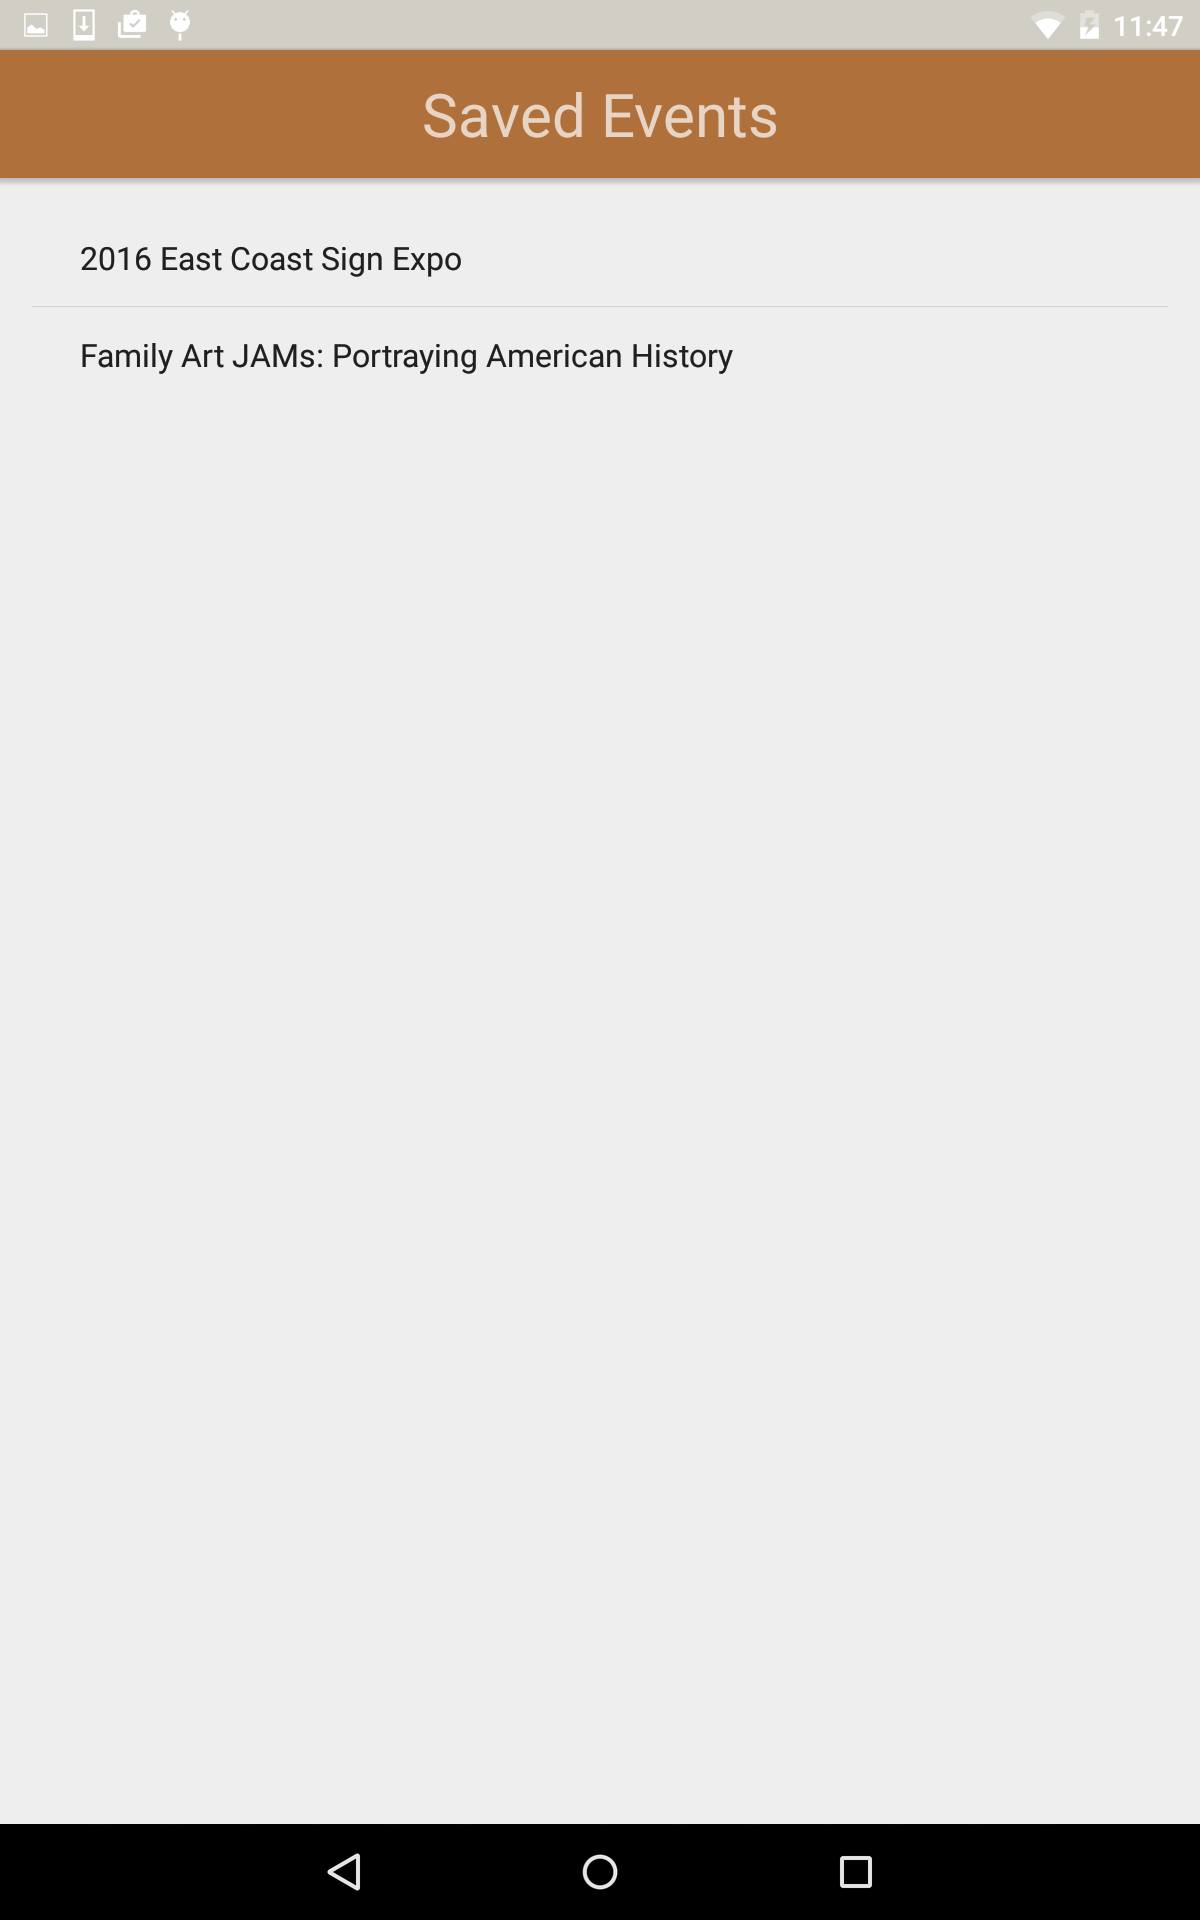 11:47
Saved Events
2016 East Coast Sign Expo
Family Art JAMs: Portraying American History